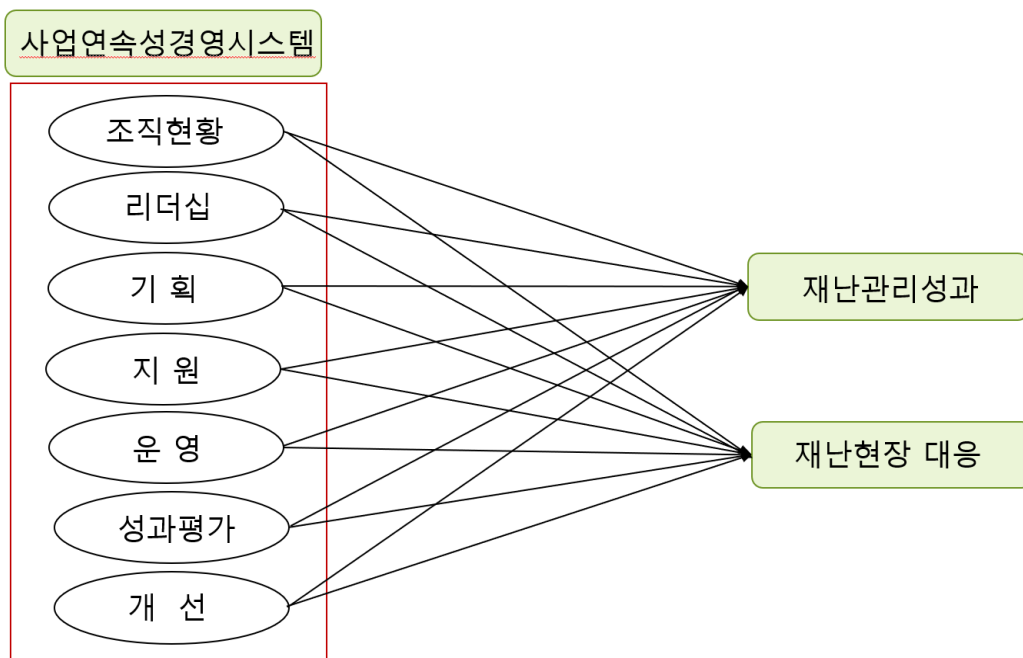 사업연속성경영시스템
조직현황
리더십
기 획
지 원
운 영
성과평가
개 선
재난관리성과
재난현장 대응